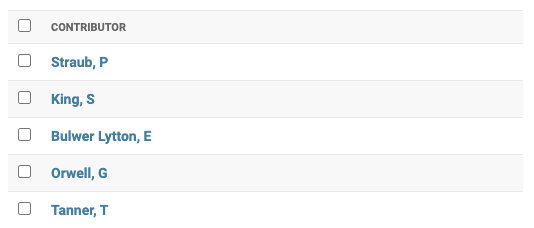 CONTRIBUTOR
Straub, P
King, S
Bulwer Lytton, E
Orwell, G
Tanner, T